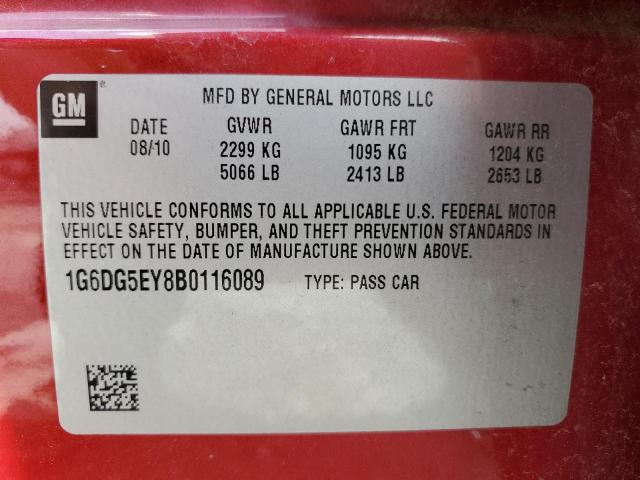 GM
MFD BY GENERAL MOTORS LLC
DATE GVWR GAWR FRT GAWR RR
08/10 2299 KG 1095 KG 1204 KG
5066 LB 2413 LB 2653 LB
THIS VEHICLE CONFORMS TO ALL APPLICABLE U.S. FEDERAL MOTOR
VEHICLE SAFETY, BUMPER, AND THEFT PREVENTION STANDARDS IN
EFFECT ON THE DATE OF MANUFACTURE SHOWN ABOVE.
1G6DG5EY8B0116089 TYPE: PASS CAR